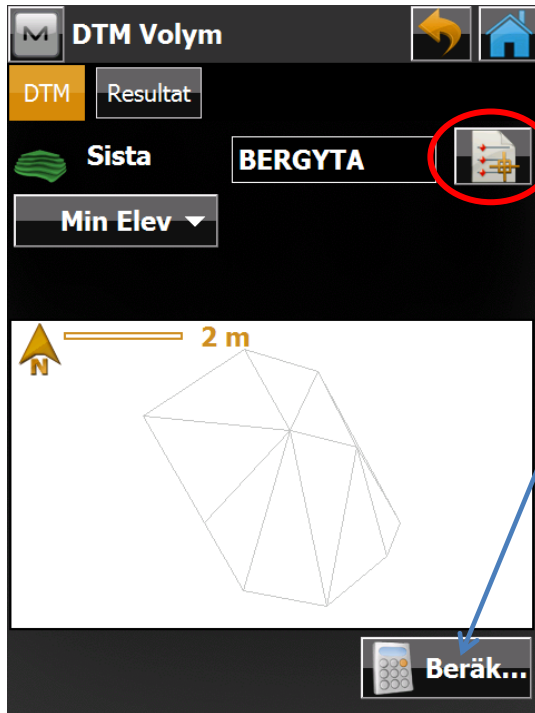 DTM Volym
DTM Resultat
Sista BERGYTA
Min Elev
2 m
N
Beräk...